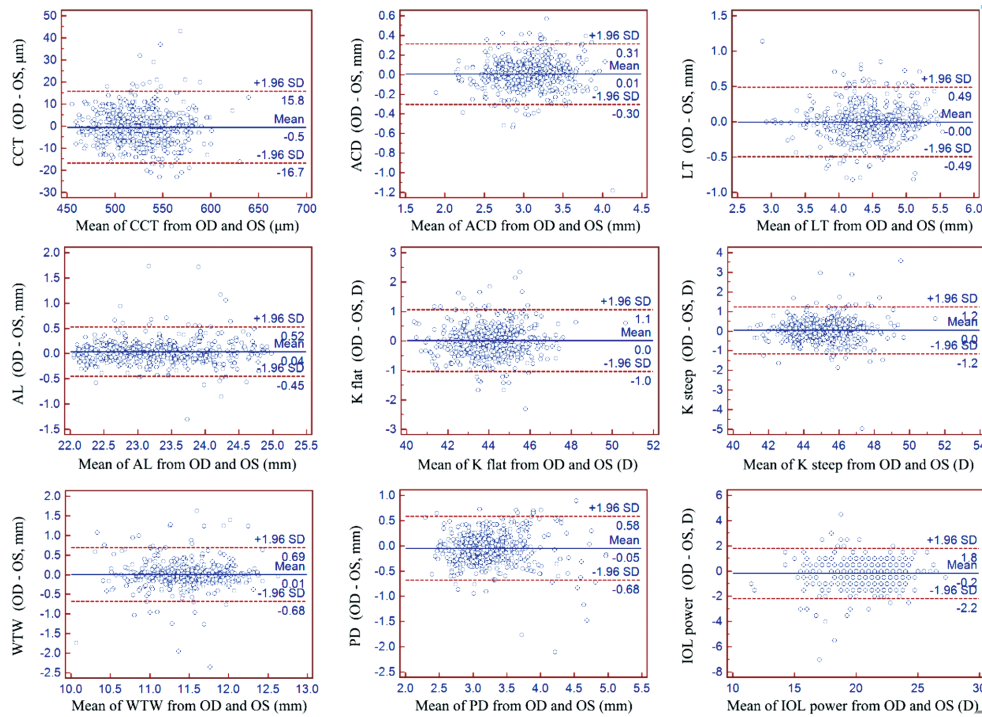 50
40
30
20
10
0
-10
-20
-30
CCT (OD - OS, μm)
+1.96 SD
15.8
Mean
-0.5
-1.96 SD
-16.7
450 500 550 600 650 700
Mean of CCT from OD and OS (μm)
0.6
0.4
0.2
0.0
-0.2
-0.4
-0.6
-0.8
-1.0
-1.2
ACD (OD - OS, mm)
+1.96 SD
0.31
Mean
0.01
-1.96 SD
-0.30
1.5 2.0 2.5 3.0 3.5 4.0 4.5
Mean of ACD from OD and OS (mm)
1.5
1.0
0.5
0.0
-0.5
-1.0
LT (OD - OS, mm)
+1.96 SD
0.49
Mean
-0.00
-1.96 SD
-0.49
2.5 3.0 3.5 4.0 4.5 5.0 5.5 6.0
Mean of LT from OD and OS (mm)
2.0
1.5
1.0
0.5
0.0
-0.5
-1.0
-1.5
AL (OD - OS, mm)
+1.96 SD
0.52
Mean
0.04
-1.96 SD
-0.45
22.0 22.5 23.0 23.5 24.0 24.5 25.0 25.5
Mean of AL from OD and OS (mm)
3
2
1
0
-1
-2
-3
K flat (OD - OS, D)
+1.96 SD
1.1
Mean
0.0
-1.96 SD
-1.0
40 42 44 46 48 50 52
Mean of K flat from OD and OS (D)
4
3
2
1
0
-1
-2
-3
-4
-5
K steep (OD - OS, D)
+1.96 SD
1.2
Mean
0.0
-1.96 SD
-1.2
40 42 44 46 48 50 52 54
Mean of K steep from OD and OS (D)
2.0
1.5
1.0
0.5
0.0
-0.5
-1.0
-1.5
-2.0
-2.5
WTW (OD - OS, mm)
+1.96 SD
0.69
Mean
0.01
-1.96 SD
-0.68
10.0 10.5 11.0 11.5 12.0 12.5 13.0
Mean of WTW from OD and OS (mm)
1.0
0.5
0.0
-0.5
-1.0
-1.5
-2.0
-2.5
PD (OD - OS, mm)
+1.96 SD
0.58
Mean
-0.05
-1.96 SD
-0.68
2.0 2.5 3.0 3.5 4.0 4.5 5.0 5.5
Mean of PD from OD and OS (mm)
6
4
2
0
-2
-4
-6
-8
IOL power (OD - OS, D)
+1.96 SD
1.8
Mean
-0.2
-1.96 SD
-2.2
10 15 20 25 30
Mean of IOL power from OD and OS (D)